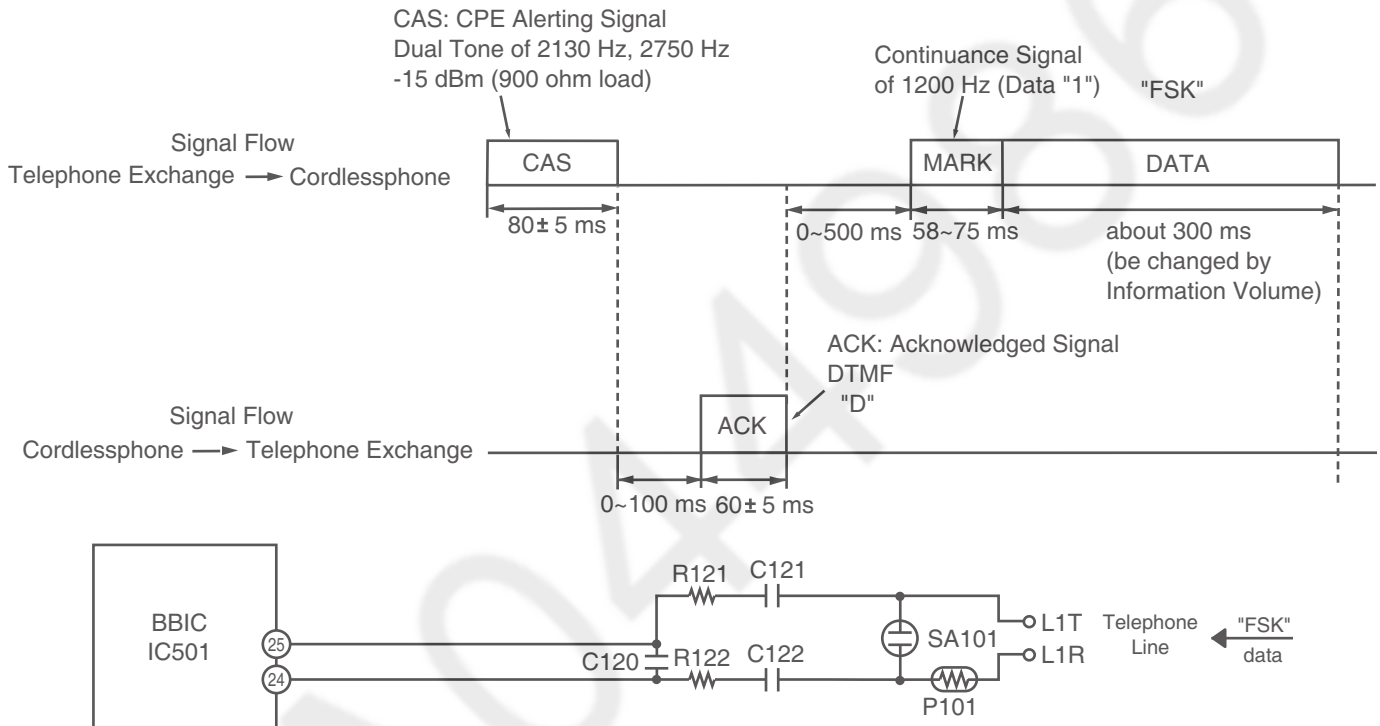 CAS: CPE Alerting Signal
Dual Tone of 2130 Hz, 2750 Hz
-15 dBm (900 ohm load)
Continuance Signal
of 1200 Hz (Data "1")
"FSK"
Signal Flow
Telephone Exchange → Cordlessphone
CAS
MARK
DATA
80± 5 ms
0~500 ms
58~75 ms
about 300 ms
(be changed by
Information Volume)
ACK: Acknowledged Signal
DTMF
"D"
Signal Flow
Cordlessphone → Telephone Exchange
ACK
0~100 ms
60± 5 ms
BBIC
IC501
25
24
C120
R121
C121
R122
C122
SA101
P101
L1T
L1R
Telephone
Line
"FSK"
data